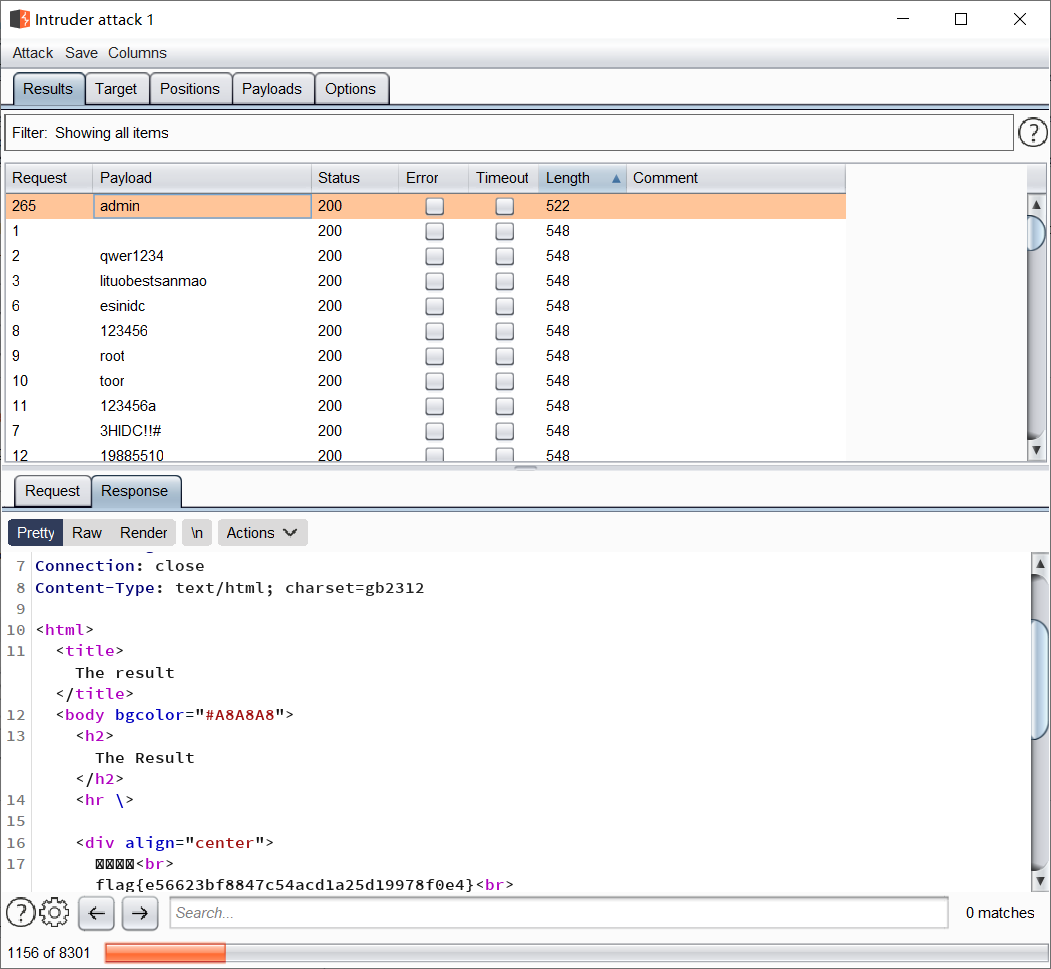 Intruder attack 1
Attack Save Columns
Results Target Positions Payloads Options
Filter: Showing all items ?
Request Payload Status Error Timeout Length Comment
265 admin 200 522
1 200 548
2 qwer1234 200 548
3 lituobestsanmao 200 548
6 esinidc 200 548
8 123456 200 548
9 root 200 548
10 toor 200 548
11 123456a 200 548
7 3HIDC!!# 200 548
12 19885510 200 548
Request Response
Pretty Raw Render \n Actions
7 Connection: close
8 Content-Type: text/html; charset=gb2312
9
10 <html>
11 <title>
The result
</title>
12 <body bgcolor="#A8A8A8">
13 <h2>
The Result
</h2>
14 <hr \>
15
16 <div align="center">
17 <br>
flag{e56623bf8847c54acd1a25d19978f0e4}<br>
? Search... 0 matches
1156 of 8301